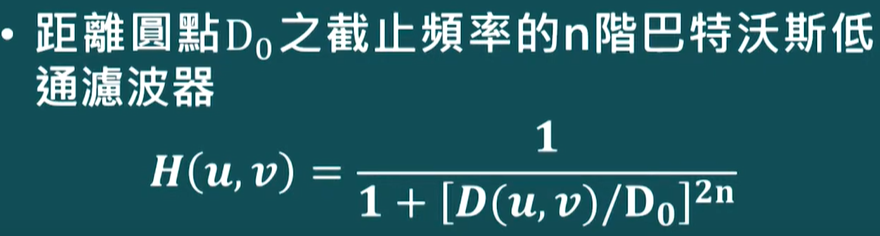 • 距離圓點D₀之截止頻率的n階巴特沃斯低
通濾波器
H(u, v) = 1 / (1 + [D(u, v)/D₀]²ⁿ)